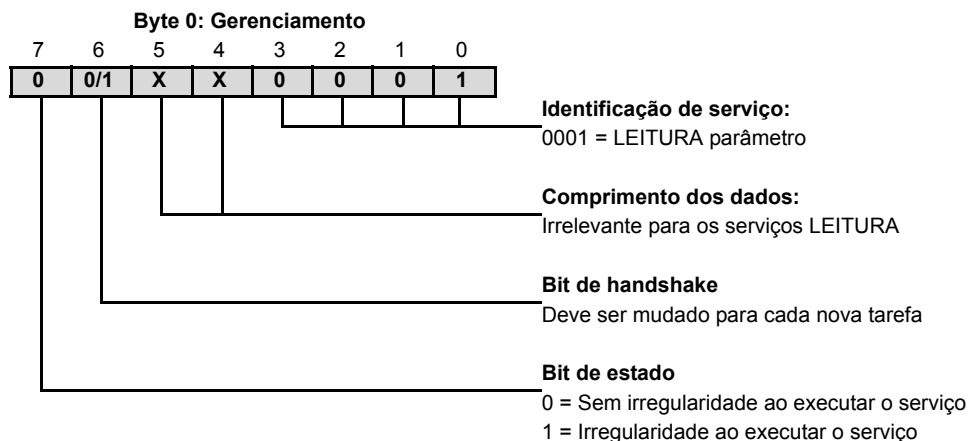 Byte 0: Gerenciamento
7 6 5 4 3 2 1 0
0 0/1 X X 0 0 0 1
Identificação de serviço:
0001 = LEITURA parâmetro
Comprimento dos dados:
Irrelevante para os serviços LEITURA
Bit de handshake
Deve ser mudado para cada nova tarefa
Bit de estado
0 = Sem irregularidade ao executar o serviço
1 = Irregularidade ao executar o serviço